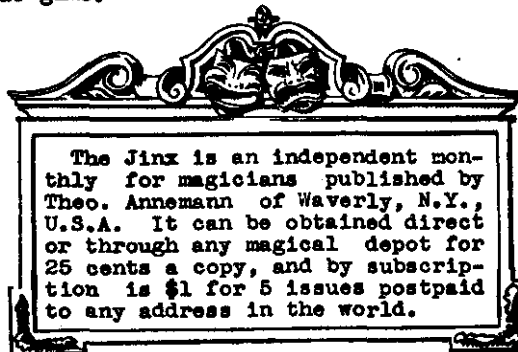 The Jinx is an independent mon-
thly for magicians published by
Theo. Annemann of Waverly, N.Y.,
U.S.A. It can be obtained direct
or through any magical depot for
25 cents a copy, and by subscrip-
tion is $1 for 5 issues postpaid
to any address in the world.